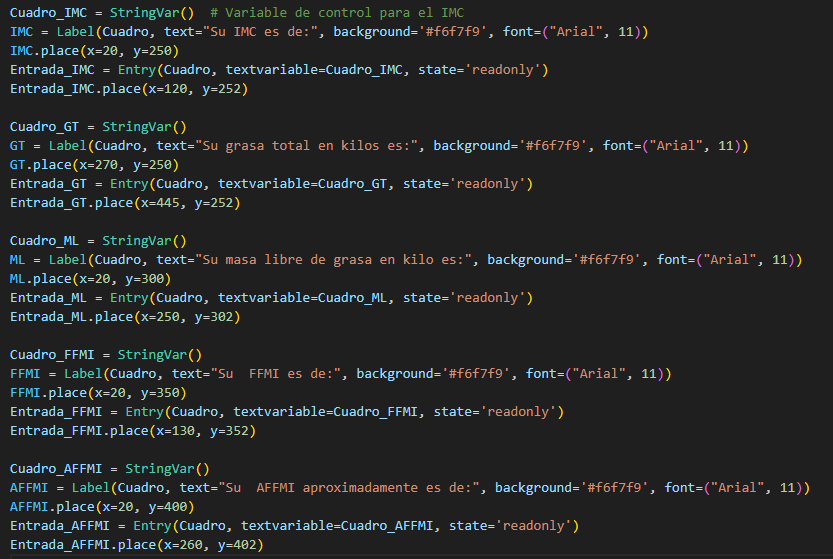 Cuadro_IMC = StringVar()  # Variable de control para el IMC
IMC = Label(Cuadro, text="Su IMC es de:", background='#f6f7f9', font=("Arial", 11))
IMC.place(x=20, y=250)
Entrada_IMC = Entry(Cuadro, textvariable=Cuadro_IMC, state='readonly')
Entrada_IMC.place(x=120, y=252)

Cuadro_GT = StringVar()
GT = Label(Cuadro, text="Su grasa total en kilos es:", background='#f6f7f9', font=("Arial", 11))
GT.place(x=270, y=250)
Entrada_GT = Entry(Cuadro, textvariable=Cuadro_GT, state='readonly')
Entrada_GT.place(x=445, y=252)

Cuadro_ML = StringVar()
ML = Label(Cuadro, text="Su masa libre de grasa en kilo es:", background='#f6f7f9', font=("Arial", 11))
ML.place(x=20, y=300)
Entrada_ML = Entry(Cuadro, textvariable=Cuadro_ML, state='readonly')
Entrada_ML.place(x=250, y=302)

Cuadro_FFMI = StringVar()
FFMI = Label(Cuadro, text="Su  FFMI es de:", background='#f6f7f9', font=("Arial", 11))
FFMI.place(x=20, y=350)
Entrada_FFMI = Entry(Cuadro, textvariable=Cuadro_FFMI, state='readonly')
Entrada_FFMI.place(x=130, y=352)

Cuadro_AFFMI = StringVar()
AFFMI = Label(Cuadro, text="Su  AFFMI aproximadamente es de:", background='#f6f7f9', font=("Arial", 11))
AFFMI.place(x=20, y=400)
Entrada_AFFMI = Entry(Cuadro, textvariable=Cuadro_AFFMI, state='readonly')
Entrada_AFFMI.place(x=260, y=402)